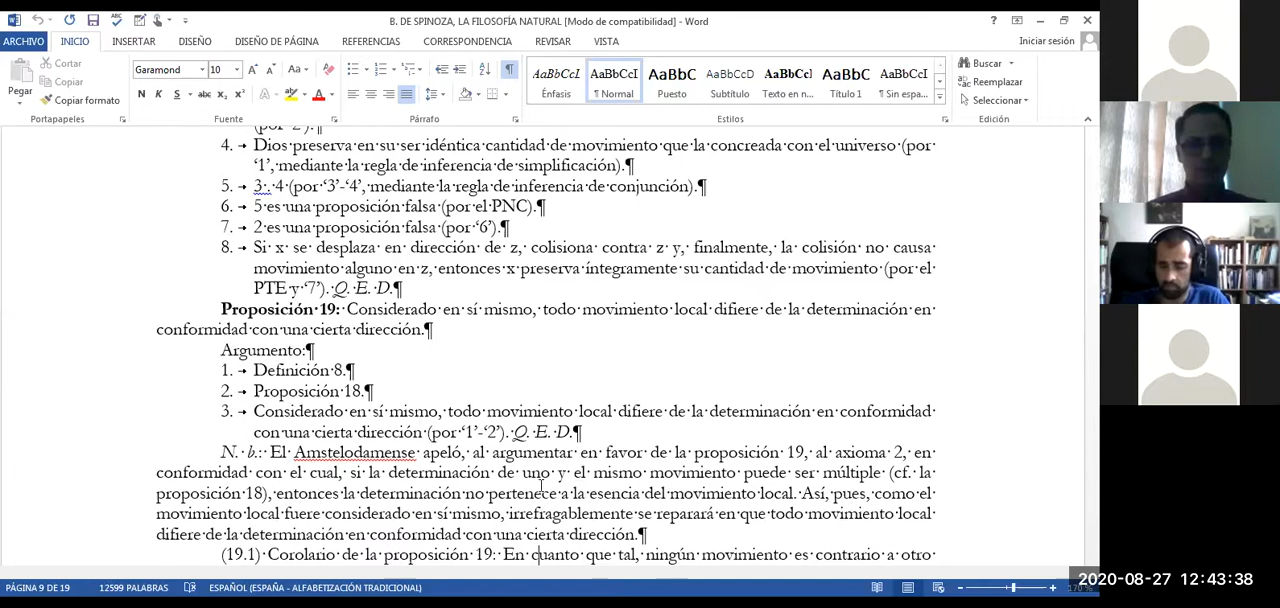 B. DE SPINOZA, LA FILOSOFÍA NATURAL [Modo de compatibilidad] - Word
ARCHIVO INICIO INSERTAR DISEÑO DISEÑO DE PÁGINA REFERENCIAS CORRESPONDENCIA REVISAR VISTA Iniciar sesión
Pegar
Cortar
Copiar
Copiar formato
Portapapeles
Garamond 10
N K S abc x₂ x²
Fuente
Párrafo
AaBbCcI AaBbCcI AaBbC AaBbCcI AaBbCcI AaBbC AaBbCcI
Énfasis ¶ Normal Puesto Subtítulo Texto en n... Título 1 ¶ Sin espa...
Estilos
Buscar
Reemplazar
Seleccionar
Edición
(por ‘2’).¶
4. → Dios preserva en su ser idéntica cantidad de movimiento que la concreada con el universo (por
‘1’, mediante la regla de inferencia de simplificación).¶
5. → 3 · 4 (por ‘3’-‘4’, mediante la regla de inferencia de conjunción).¶
6. → 5 es una proposición falsa (por el PNC).¶
7. → 2 es una proposición falsa (por ‘6’).¶
8. → Si x se desplaza en dirección de z, colisiona contra z y, finalmente, la colisión no causa
movimiento alguno en z, entonces x preserva íntegramente su cantidad de movimiento (por el
PTE y ‘7’). Q. E. D.¶
Proposición 19: Considerado en sí mismo, todo movimiento local difiere de la determinación en
conformidad con una cierta dirección.¶
Argumento:¶
1. → Definición 8.¶
2. → Proposición 18.¶
3. → Considerado en sí mismo, todo movimiento local difiere de la determinación en conformidad
con una cierta dirección (por ‘1’-‘2’). Q. E. D.¶
N. b.: El Amstelodamense apeló, al argumentar en favor de la proposición 19, al axioma 2, en
conformidad con el cual, si la determinación de uno y el mismo movimiento puede ser múltiple (cf. la
proposición 18), entonces la determinación no pertenece a la esencia del movimiento local. Así, pues, como el
movimiento local fuere considerado en sí mismo, irrefragablemente se reparará en que todo movimiento local
difiere de la determinación en conformidad con una cierta dirección.¶
(19.1) Corolario de la proposición 19: En cuanto que tal, ningún movimiento es contrario a otro
PÁGINA 9 DE 19 12599 PALABRAS ESPAÑOL (ESPAÑA - ALFABETIZACIÓN TRADICIONAL) 170 %
2020-08-27 12:43:38